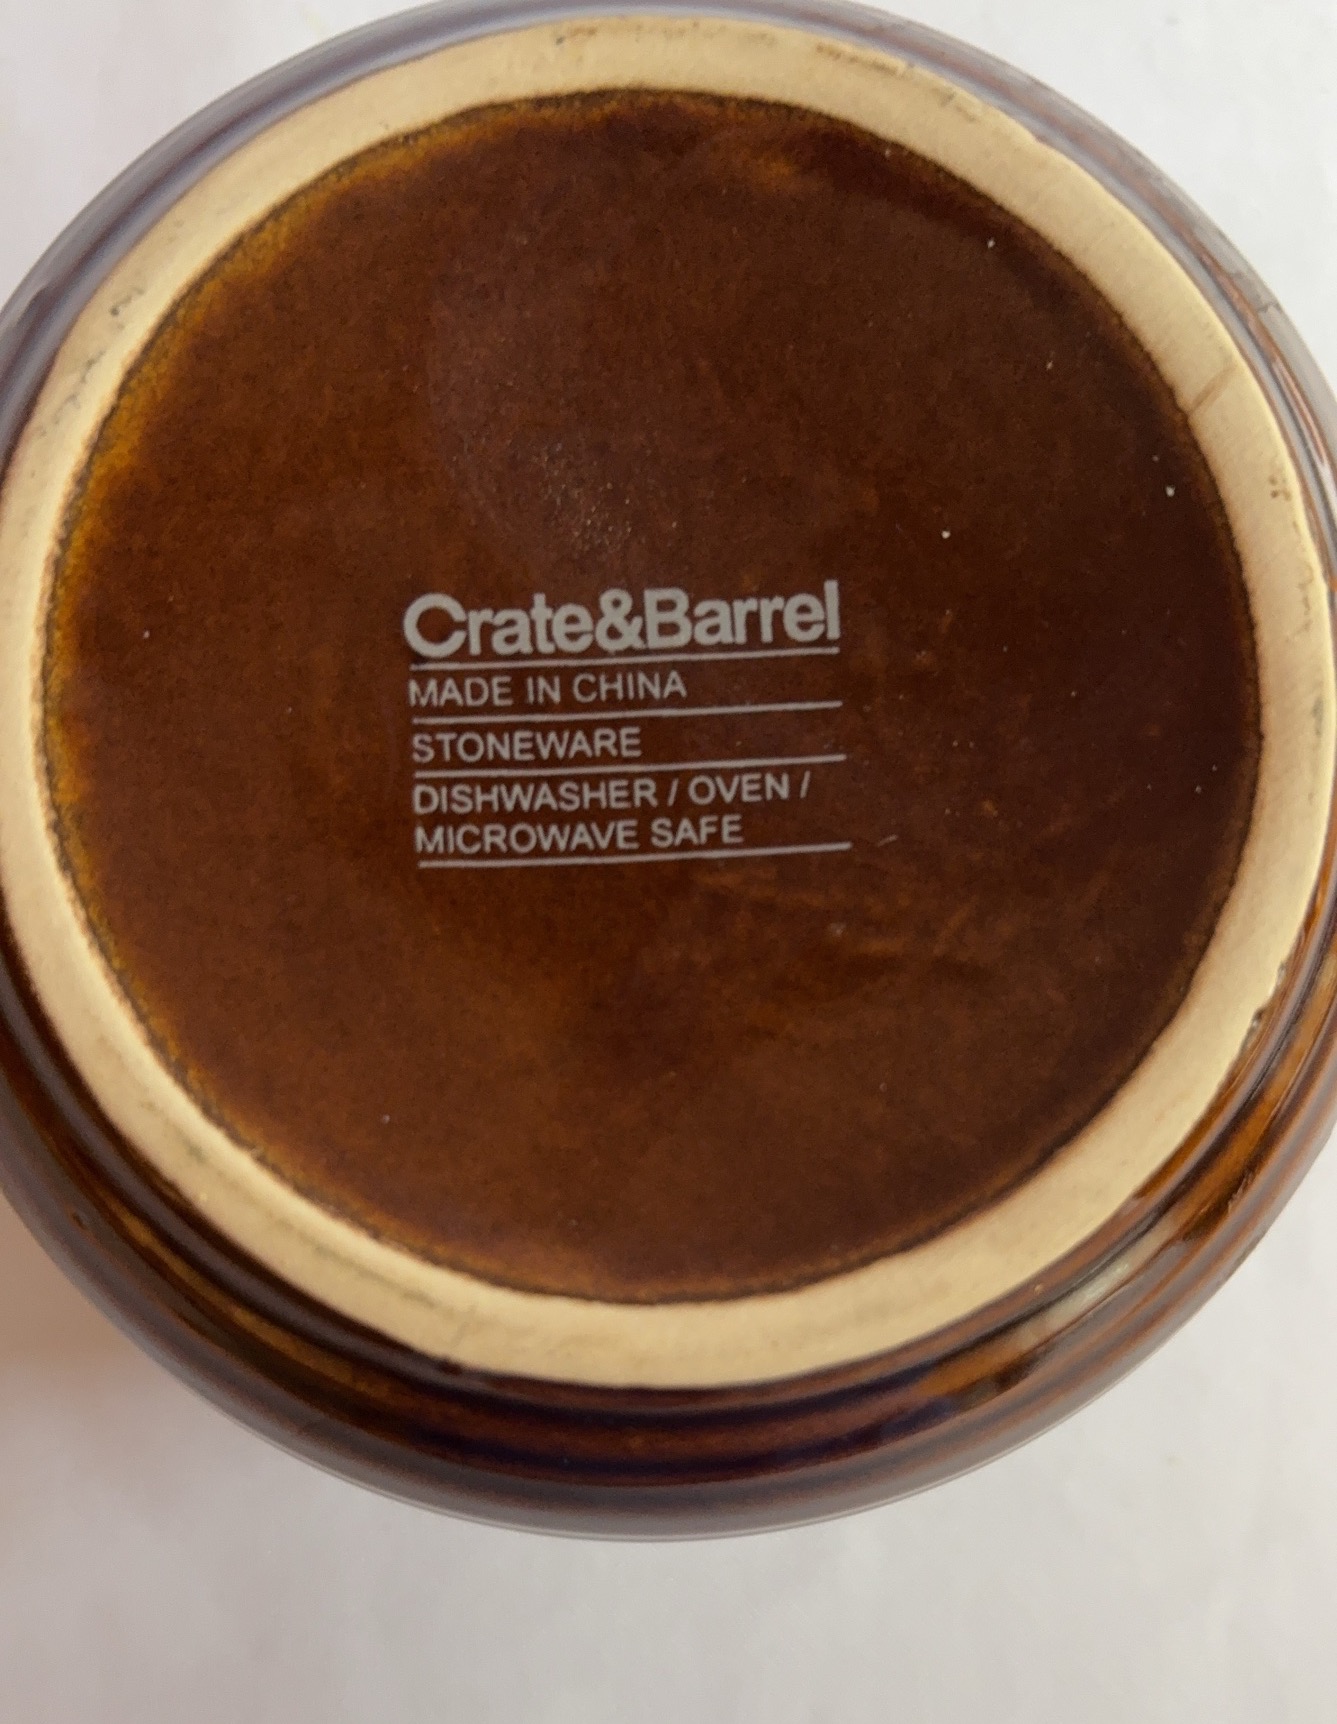 Crate&Barrel
MADE IN CHINA
STONEWARE
DISHWASHER / OVEN /
MICROWAVE SAFE